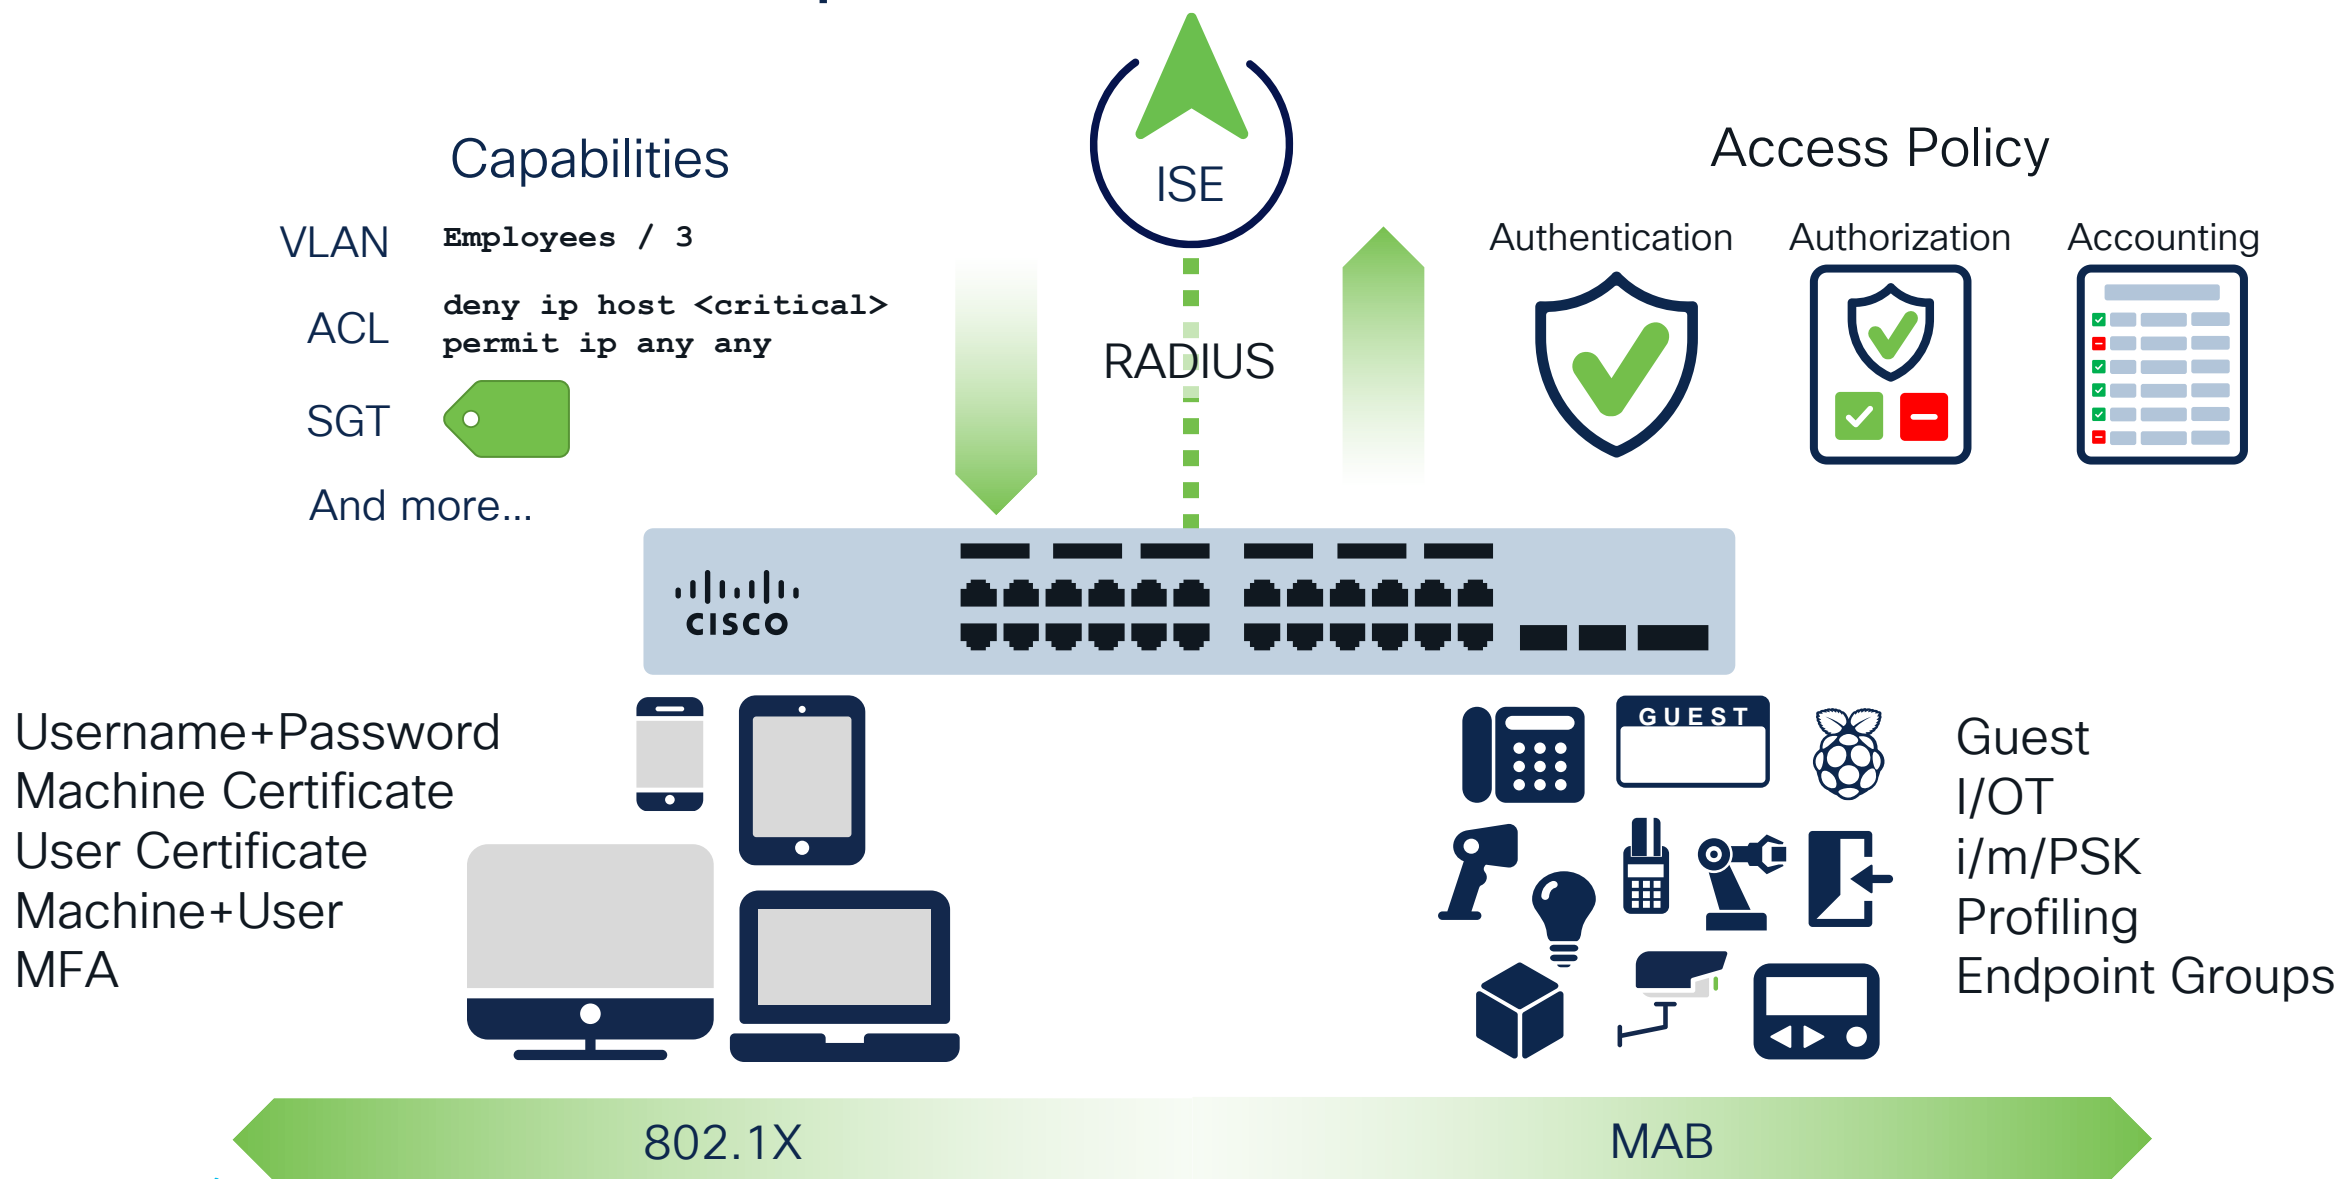 ISE
Capabilities
VLAN Employees / 3
ACL deny ip host <critical>
permit ip any any
SGT
And more...
RADIUS
Access Policy
Authentication Authorization Accounting
CISCO
Username+Password
Machine Certificate
User Certificate
Machine+User
MFA
GUEST
Guest
I/OT
i/m/PSK
Profiling
Endpoint Groups
802.1X MAB